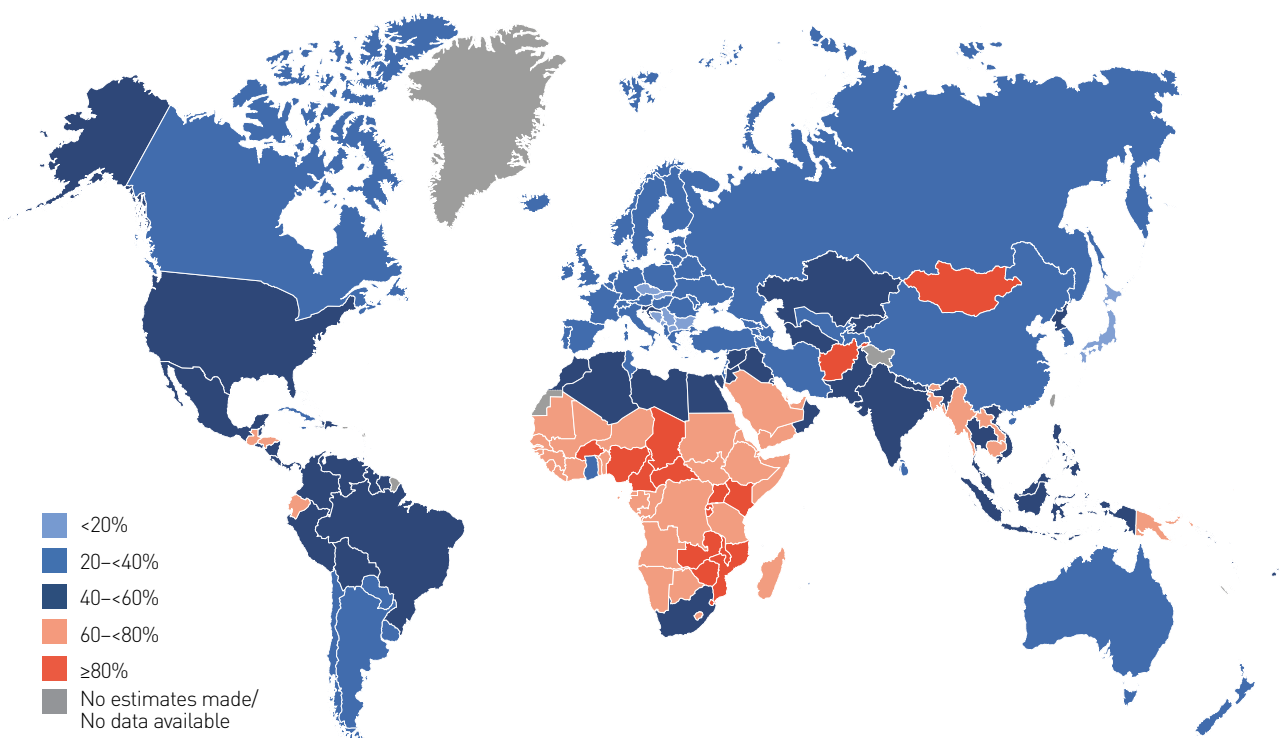 <20%
20–<40%
40–<60%
60–<80%
≥80%
No estimates made/
No data available